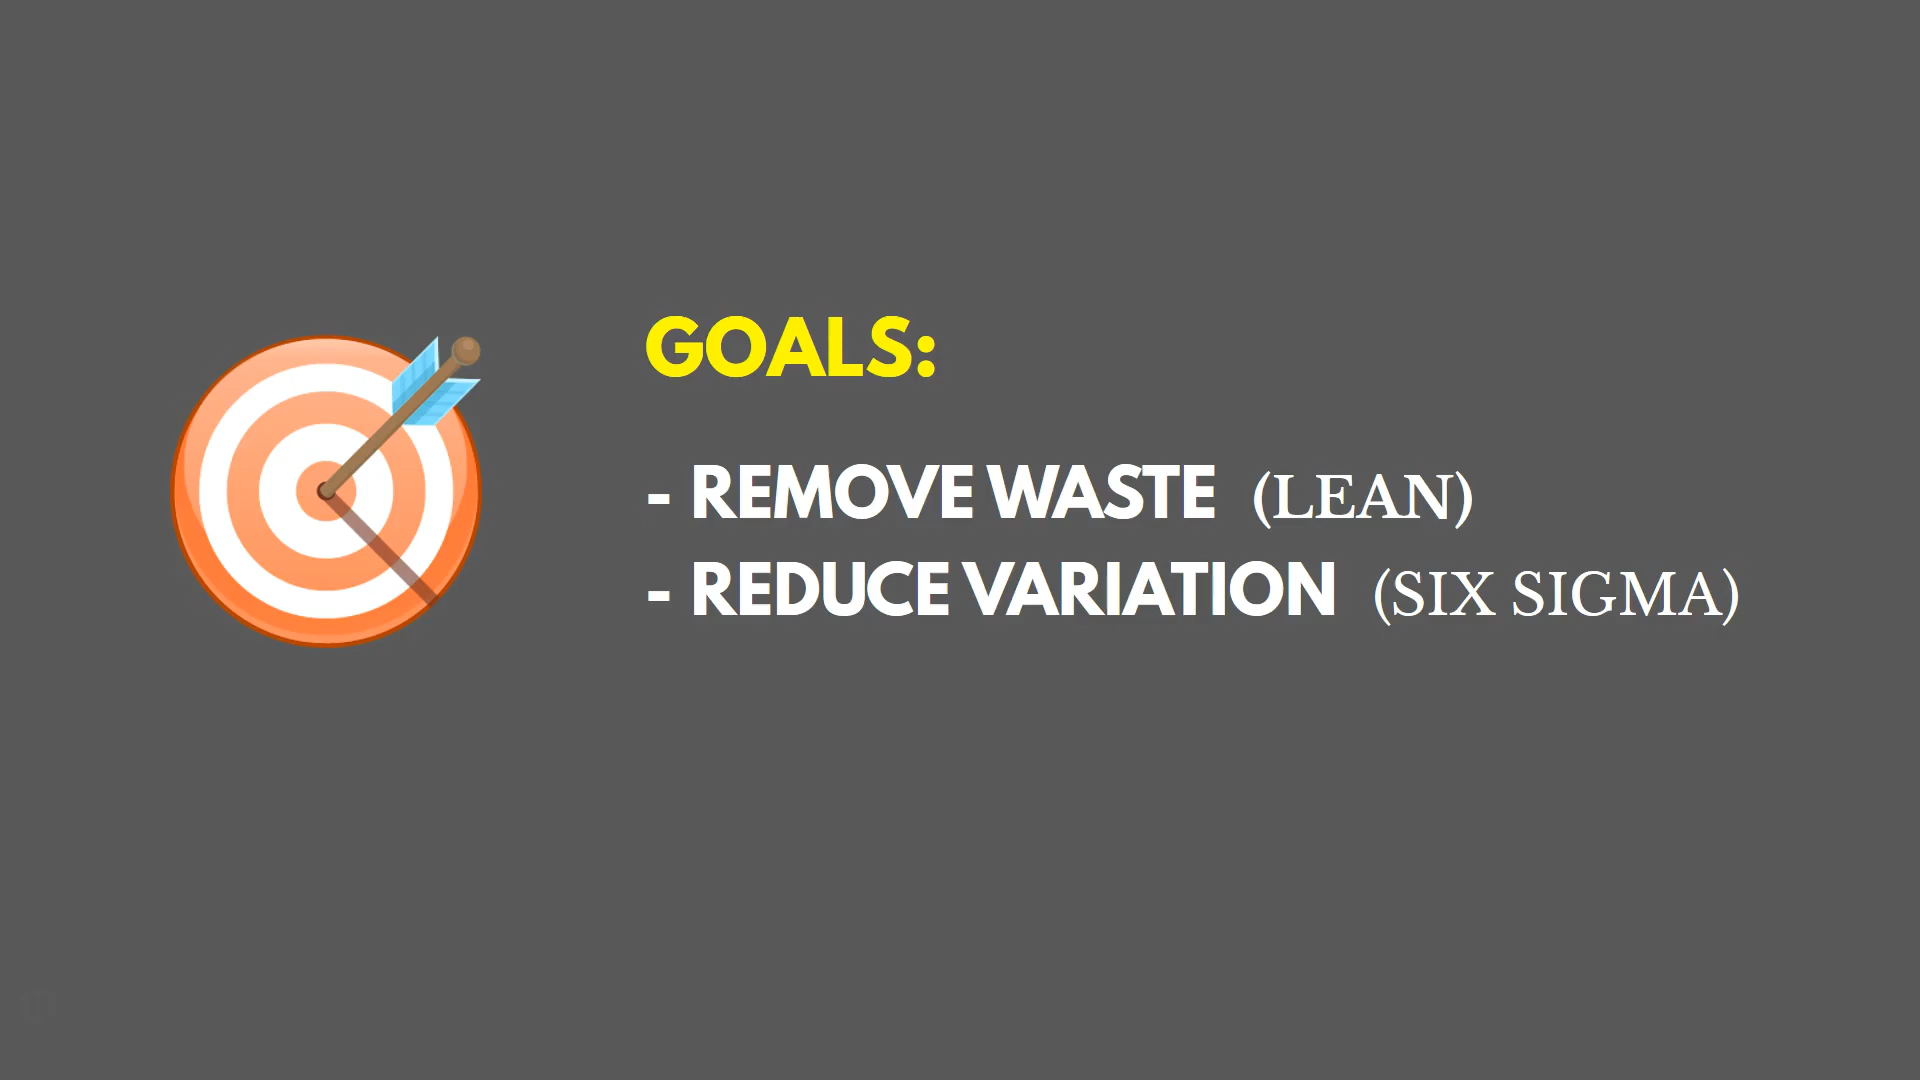 GOALS:
- REMOVE WASTE (LEAN)
- REDUCE VARIATION (SIX SIGMA)